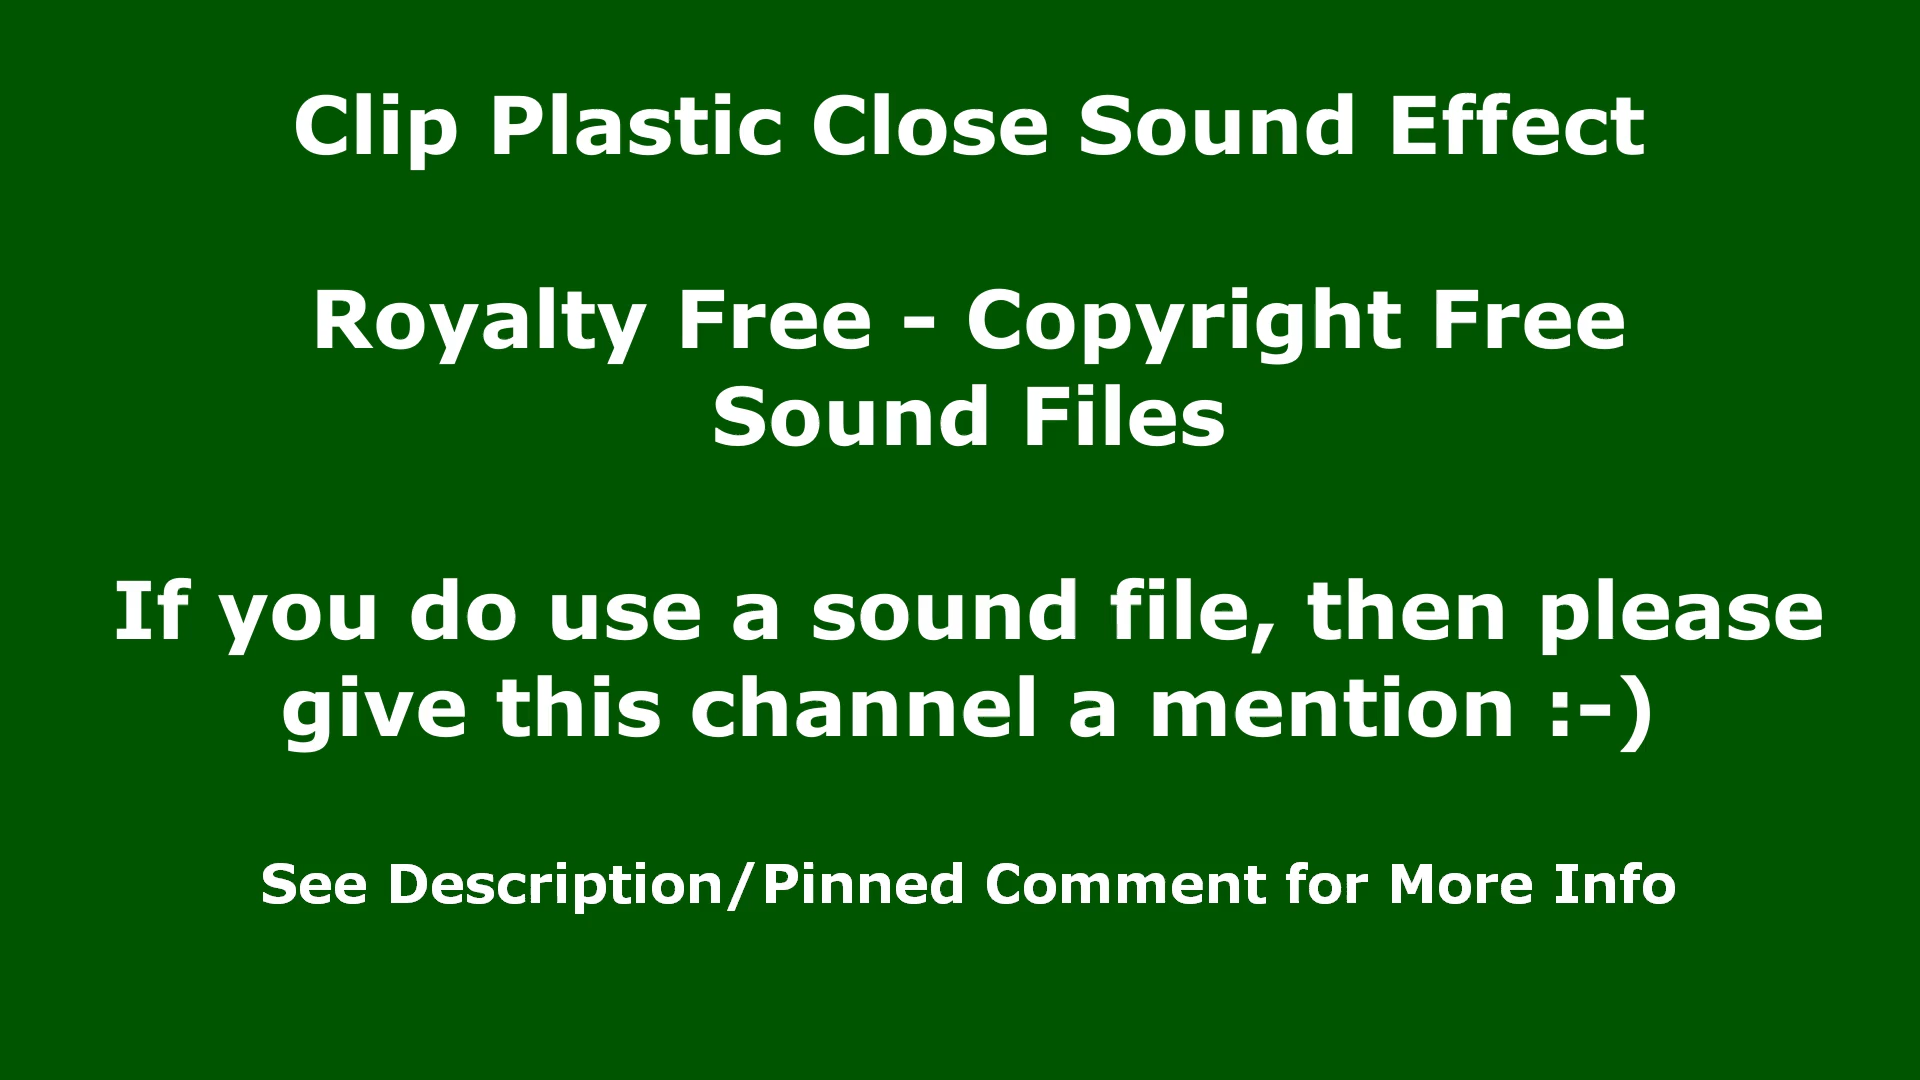 Clip Plastic Close Sound Effect
Royalty Free - Copyright Free
Sound Files
If you do use a sound file, then please
give this channel a mention :-)
See Description/Pinned Comment for More Info